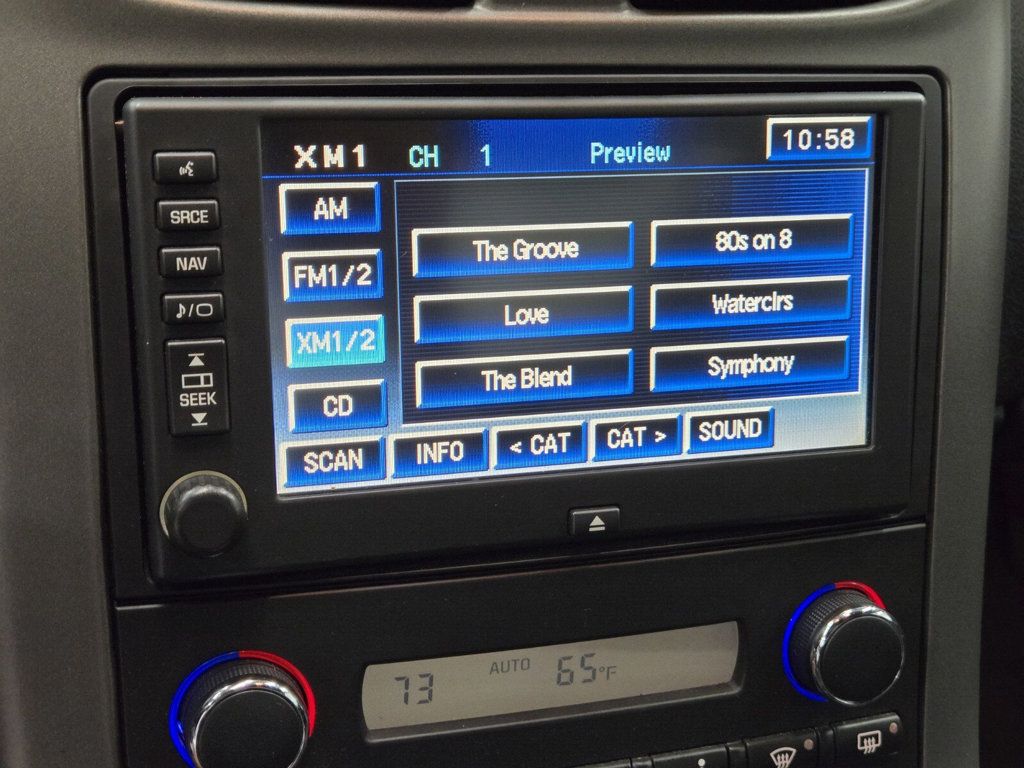 XM1 CH 1 Preview 10:58
AM
FM1/2
XM1/2
CD
The Groove 80s on 8
Love Waterclrs
The Blend Symphony
SCAN INFO < CAT CAT > SOUND
SRCE
NAV
SEEK
73 AUTO 65°F